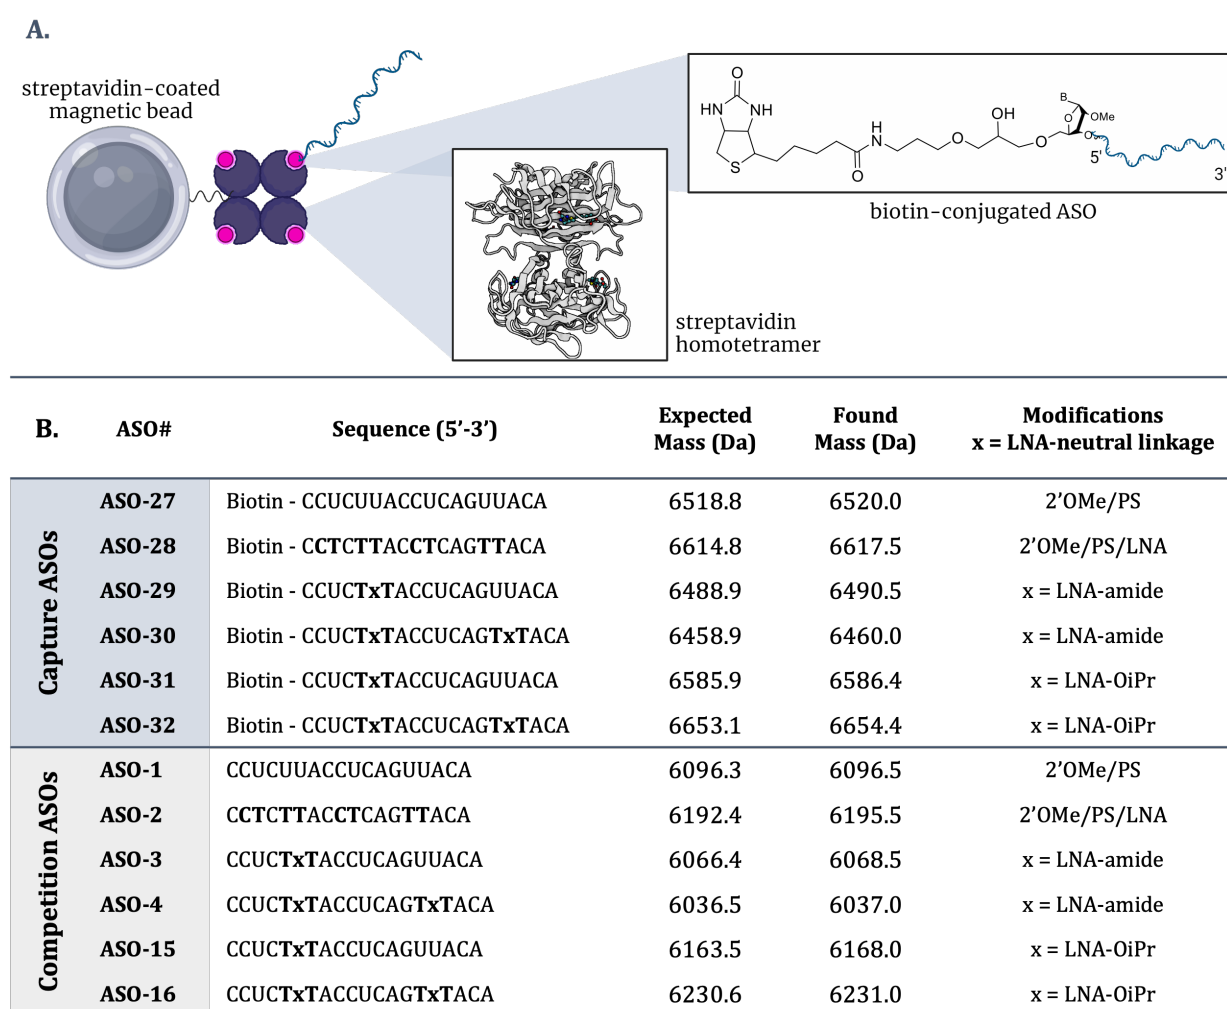 A.
streptavidin-coated
magnetic bead
O
HN NH
S
O
H
N
O
OH
O
B
O
OMe
O
5'
3'
biotin-conjugated ASO
streptavidin
homotetramer
B. ASO# Sequence (5’-3’) Expected Mass (Da) Found Mass (Da) Modifications x = LNA-neutral linkage
Capture ASOs
ASO-27 Biotin - CCUCUUACCUCAGUUACA 6518.8 6520.0 2’OMe/PS
ASO-28 Biotin - CCTCTTACCTCAGTTACA 6614.8 6617.5 2’OMe/PS/LNA
ASO-29 Biotin - CCUCTxTACCUCAGUUACA 6488.9 6490.5 x = LNA-amide
ASO-30 Biotin - CCUCTxTACCUCAGTxTACA 6458.9 6460.0 x = LNA-amide
ASO-31 Biotin - CCUCTxTACCUCAGUUACA 6585.9 6586.4 x = LNA-OiPr
ASO-32 Biotin - CCUCTxTACCUCAGTxTACA 6653.1 6654.4 x = LNA-OiPr
Competition ASOs
ASO-1 CCUCUUACCUCAGUUACA 6096.3 6096.5 2’OMe/PS
ASO-2 CCTCTTACCTCAGTTACA 6192.4 6195.5 2’OMe/PS/LNA
ASO-3 CCUCTxTACCUCAGUUACA 6066.4 6068.5 x = LNA-amide
ASO-4 CCUCTxTACCUCAGTxTACA 6036.5 6037.0 x = LNA-amide
ASO-15 CCUCTxTACCUCAGUUACA 6163.5 6168.0 x = LNA-OiPr
ASO-16 CCUCTxTACCUCAGTxTACA 6230.6 6231.0 x = LNA-OiPr